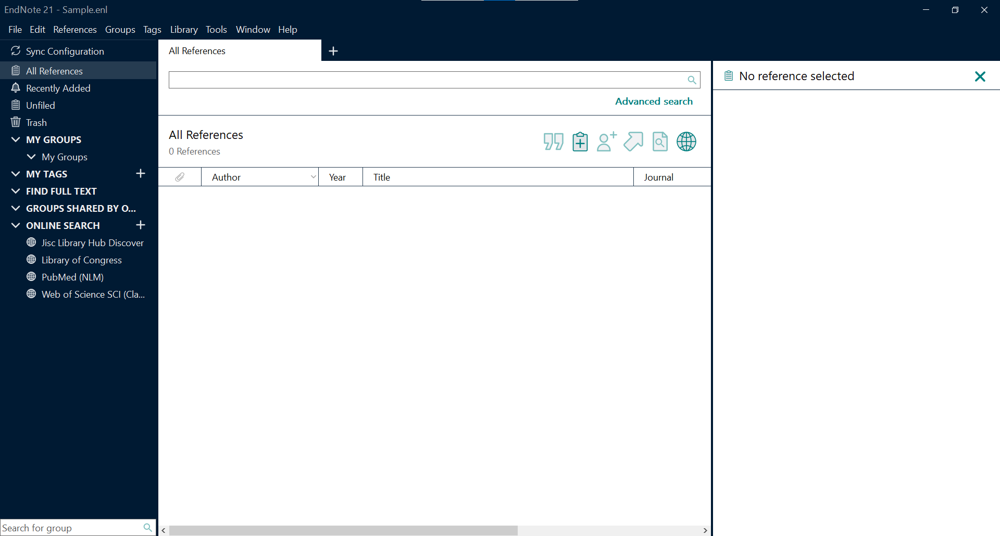 EndNote 21 - Sample.enl
File Edit References Groups Tags Library Tools Window Help
Sync Configuration
All References
Recently Added
Unfiled
Trash
MY GROUPS
My Groups
MY TAGS
FIND FULL TEXT
GROUPS SHARED BY O...
ONLINE SEARCH
Jisc Library Hub Discover
Library of Congress
PubMed (NLM)
Web of Science SCI (Cla...
Search for group
All References
Advanced search
All References
0 References
Author Year Title Journal
No reference selected